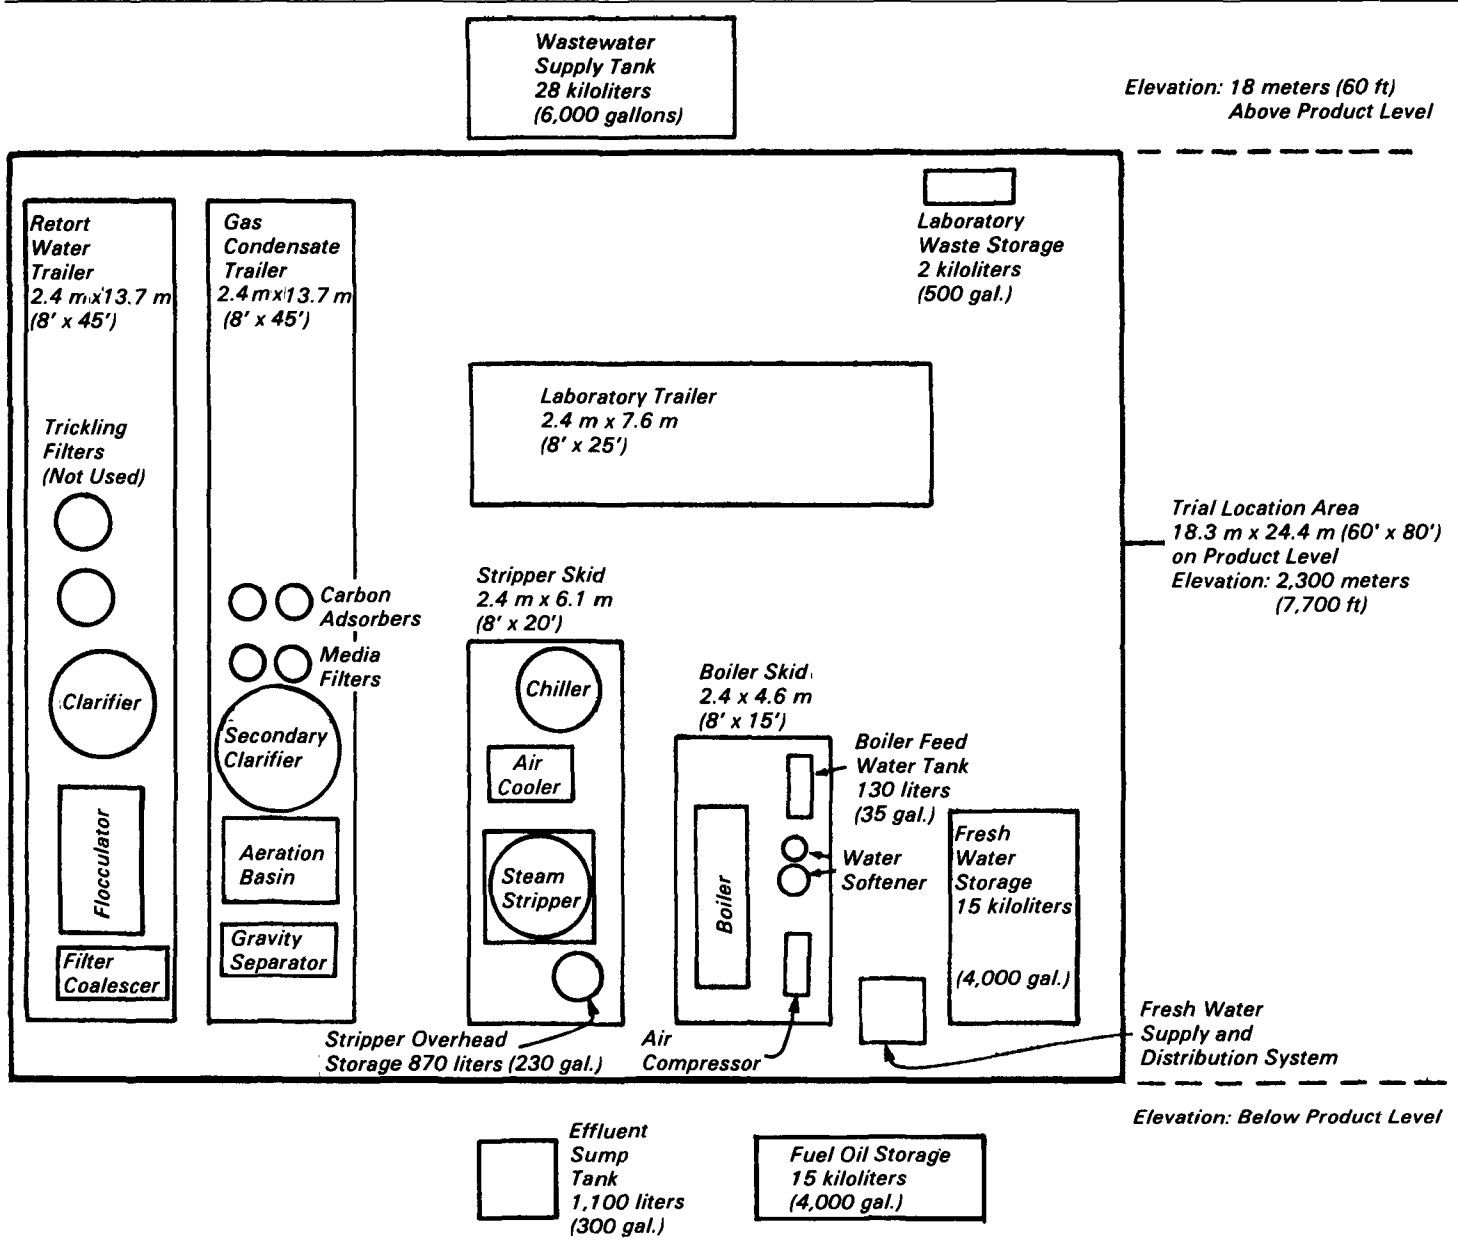 Wastewater
Supply Tank
28 kiloliters
(6,000 gallons)
Elevation: 18 meters (60 ft)
Above Product Level
Retort
Water
Trailer
2.4 m x 13.7 m
(8' x 45')
Gas
Condensate
Trailer
2.4 m x 13.7 m
(8' x 45')
Laboratory
Waste Storage
2 kiloliters
(500 gal.)
Laboratory Trailer
2.4 m x 7.6 m
(8' x 25')
Trickling
Filters
(Not Used)
Trial Location Area
18.3 m x 24.4 m (60' x 80')
on Product Level
Elevation: 2,300 meters
(7,700 ft)
Carbon
Adsorbers
Media
Filters
Stripper Skid
2.4 m x 6.1 m
(8' x 20')
Clarifier
Secondary
Clarifier
Chiller
Boiler Skid
2.4 x 4.6 m
(8' x 15')
Air
Cooler
Boiler Feed
Water Tank
130 liters
(35 gal.)
Flocculator
Aeration
Basin
Steam
Stripper
Boiler
Water
Softener
Fresh
Water
Storage
15 kiloliters
(4,000 gal.)
Filter
Coalescer
Gravity
Separator
Stripper Overhead
Storage 870 liters (230 gal.)
Air
Compressor
Fresh Water
Supply and
Distribution System
Elevation: Below Product Level
Effluent
Sump
Tank
1,100 liters
(300 gal.)
Fuel Oil Storage
15 kiloliters
(4,000 gal.)